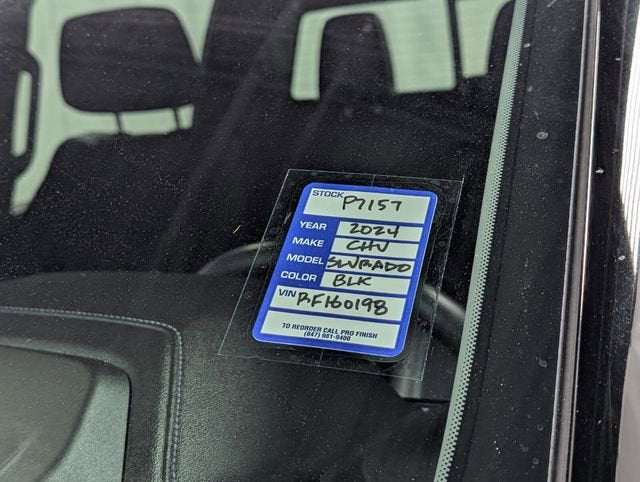 STOCK P7157
YEAR 2024
MAKE CHV
MODEL SLVRADO
COLOR BLK
VIN RF160198
TO REORDER CALL PRO FINISH
(847) 981-9400